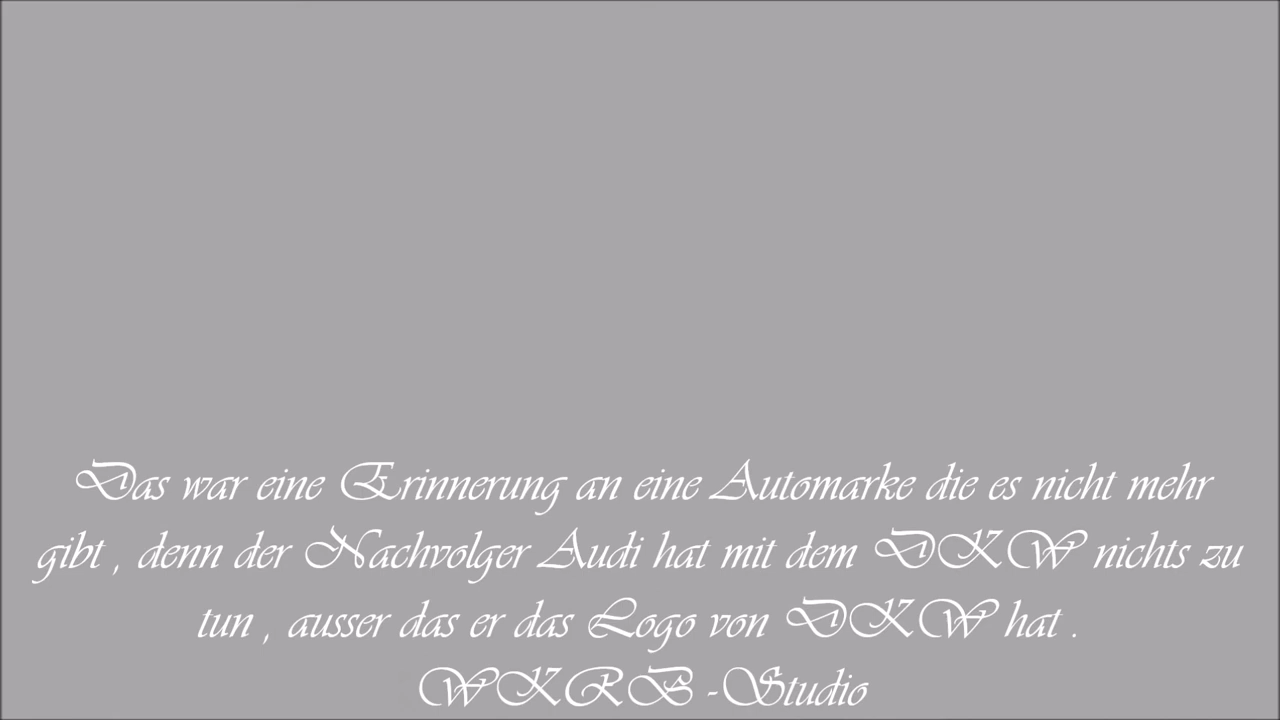 Das war eine Erinnerung an eine Automarke die es nicht mehr
gibt , denn der Nachvolger Audi hat mit dem DKW nichts zu
tun , ausser das er das Logo von DKW hat .
WKRB -Studio